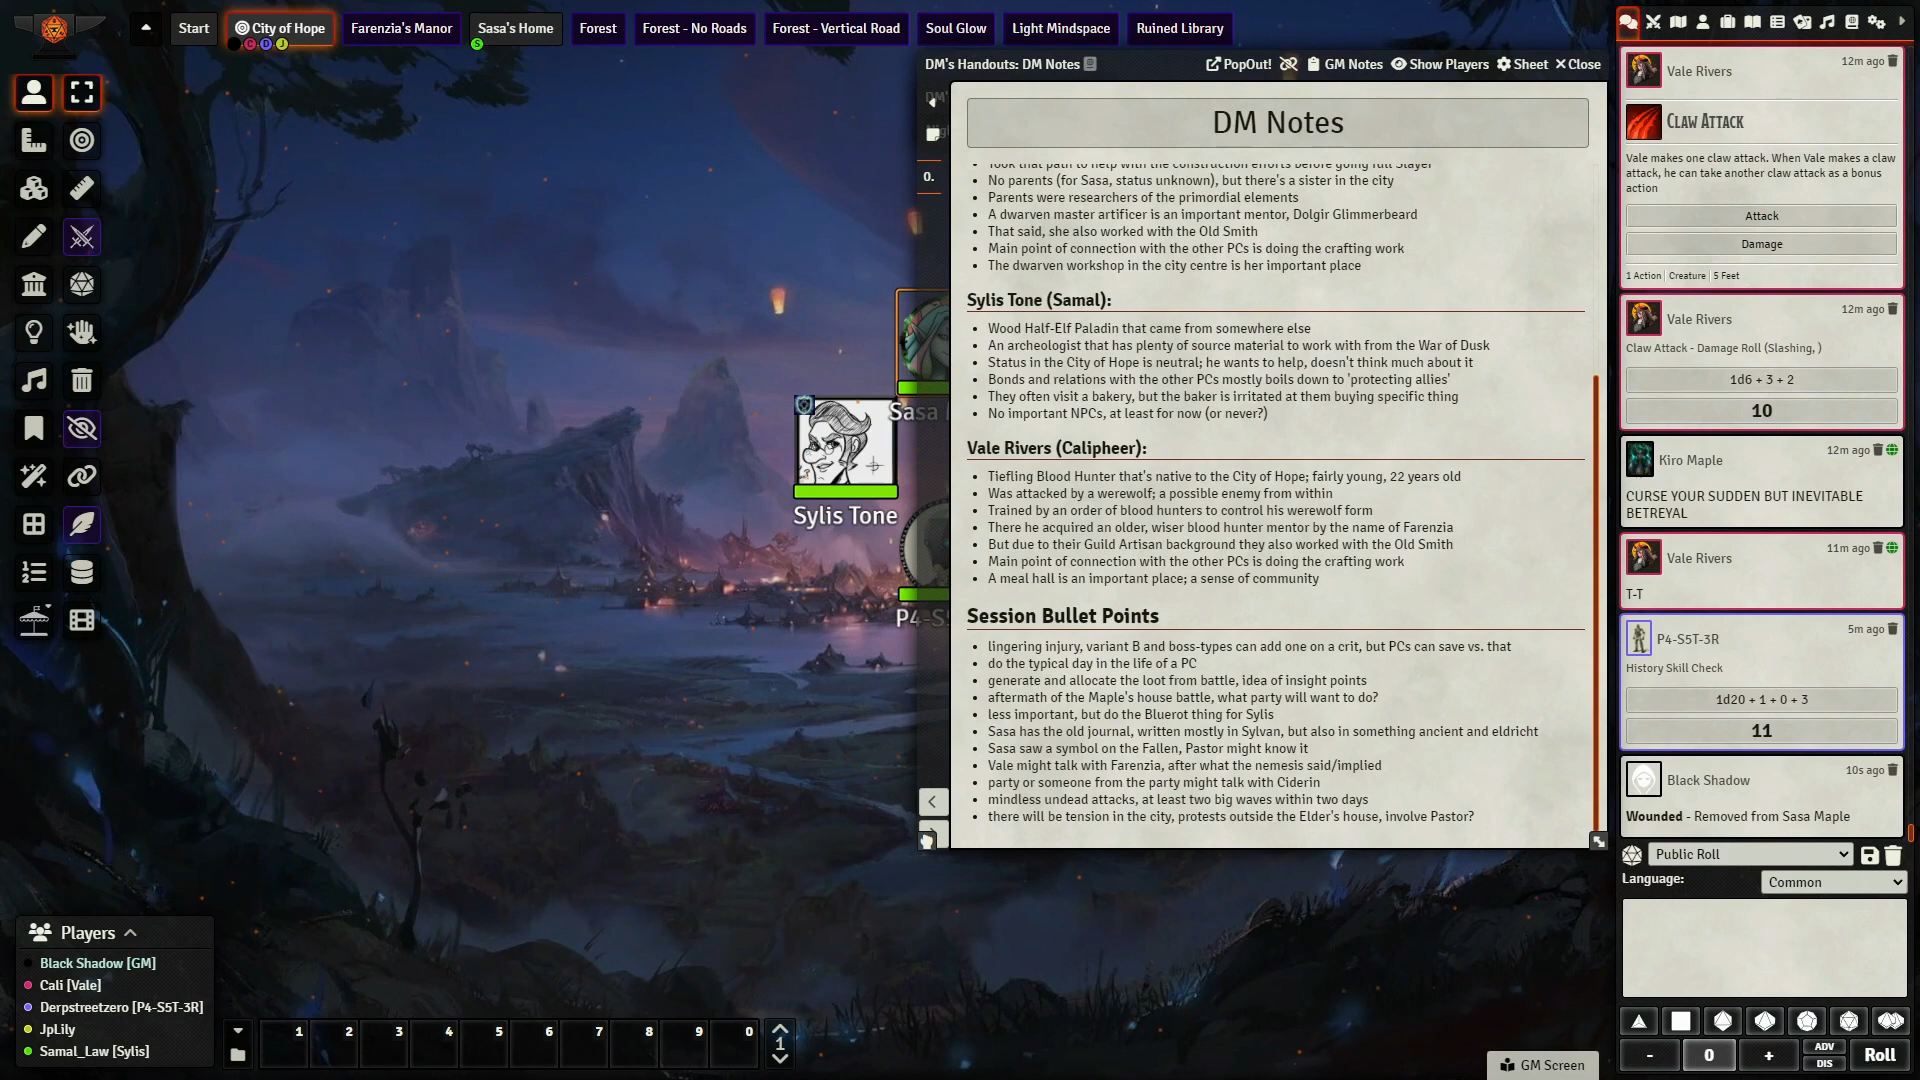 Start
City of Hope
Farenzia's Manor
Sasa's Home
Forest
Forest - No Roads
Forest - Vertical Road
Soul Glow
Light Mindspace
Ruined Library
C
D
J
S
DM's Handouts: DM Notes
PopOut!
GM Notes
Show Players
Sheet
Close
0.
DM Notes
Took that path to help with the construction efforts before going full Slayer
No parents (for Sasa, status unknown), but there's a sister in the city
Parents were researchers of the primordial elements
A dwarven master artificer is an important mentor, Dolgir Glimmerbeard
That said, she also worked with the Old Smith
Main point of connection with the other PCs is doing the crafting work
The dwarven workshop in the city centre is her important place
Sylis Tone (Samal):
Wood Half-Elf Paladin that came from somewhere else
An archeologist that has plenty of source material to work with from the War of Dusk
Status in the City of Hope is neutral; he wants to help, doesn't think much about it
Bonds and relations with the other PCs mostly boils down to 'protecting allies'
They often visit a bakery, but the baker is irritated at them buying specific thing
No important NPCs, at least for now (or never?)
Vale Rivers (Calipheer):
Tiefling Blood Hunter that's native to the City of Hope; fairly young, 22 years old
Was attacked by a werewolf; a possible enemy from within
Trained by an order of blood hunters to control his werewolf form
There he acquired an older, wiser blood hunter mentor by the name of Farenzia
But due to their Guild Artisan background they also worked with the Old Smith
Main point of connection with the other PCs is doing the crafting work
A meal hall is an important place; a sense of community
Session Bullet Points
lingering injury, variant B and boss-types can add one on a crit, but PCs can save vs. that
do the typical day in the life of a PC
generate and allocate the loot from battle, idea of insight points
aftermath of the Maple's house battle, what party will want to do?
less important, but do the Bluerot thing for Sylis
Sasa has the old journal, written mostly in Sylvan, but also in something ancient and eldricht
Sasa saw a symbol on the Fallen, Pastor might know it
Vale might talk with Farenzia, after what the nemesis said/implied
party or someone from the party might talk with Ciderin
mindless undead attacks, at least two big waves within two days
there will be tension in the city, protests outside the Elder's house, involve Pastor?
Sasa
Sylis Tone
P4-S5
Vale Rivers
12m ago
Claw Attack
Vale makes one claw attack. When Vale makes a claw
attack, he can take another claw attack as a bonus
action
Attack
Damage
1 Action
Creature
5 Feet
Vale Rivers
12m ago
Claw Attack - Damage Roll (Slashing, )
1d6 + 3 + 2
10
Kiro Maple
12m ago
CURSE YOUR SUDDEN BUT INEVITABLE
BETREYAL
Vale Rivers
11m ago
T-T
P4-S5T-3R
5m ago
History Skill Check
1d20 + 1 + 0 + 3
11
Black Shadow
10s ago
Wounded - Removed from Sasa Maple
Public Roll
Language:
Common
Players
Black Shadow [GM]
Cali [Vale]
Derpstreetzero [P4-S5T-3R]
JpLily
Samal_Law [Sylis]
1
2
3
4
5
6
7
8
9
0
1
GM Screen
-
0
+
ADV
DIS
Roll